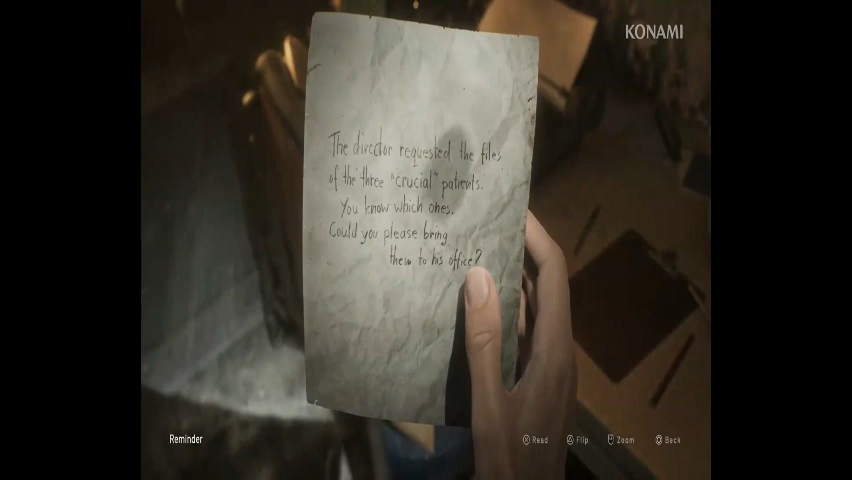 KONAMI
The director requested the files
of the three "crucial" patients.
You know which ones.
Could you please bring
them to his office?
Reminder
Read
Flip
Zoom
Back